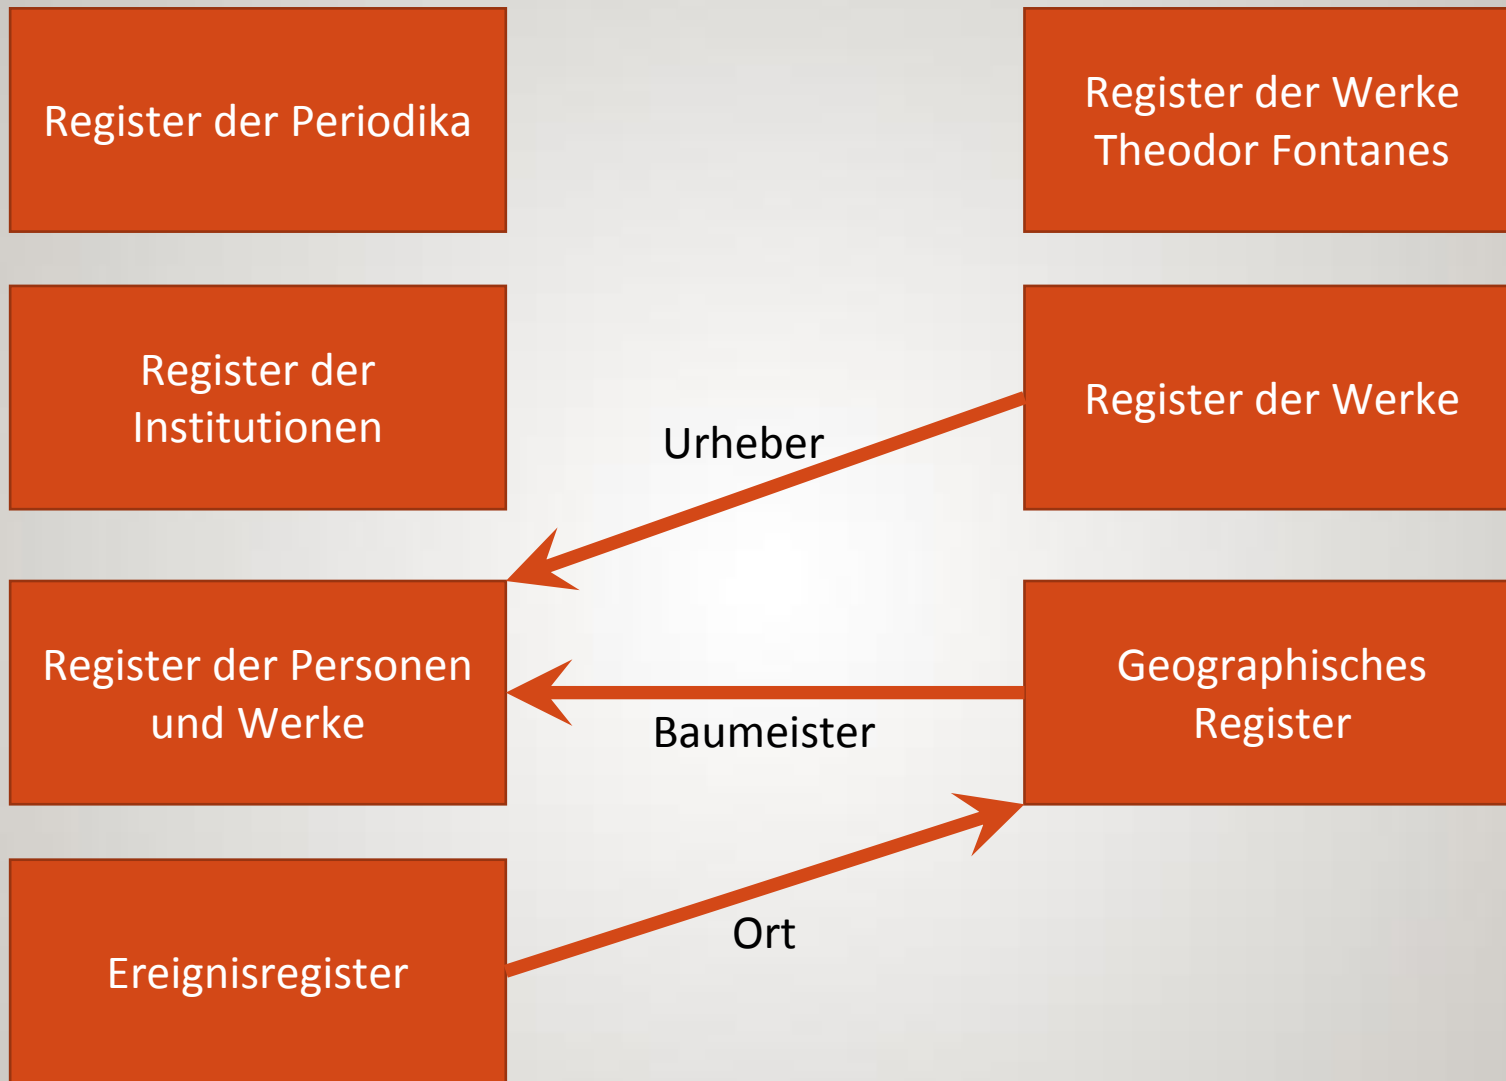 Register der Periodika
Register der Werke
Theodor Fontanes
Register der
Institutionen
Register der Werke
Urheber
Register der Personen
und Werke
Geographisches
Register
Baumeister
Ereignisregister
Ort